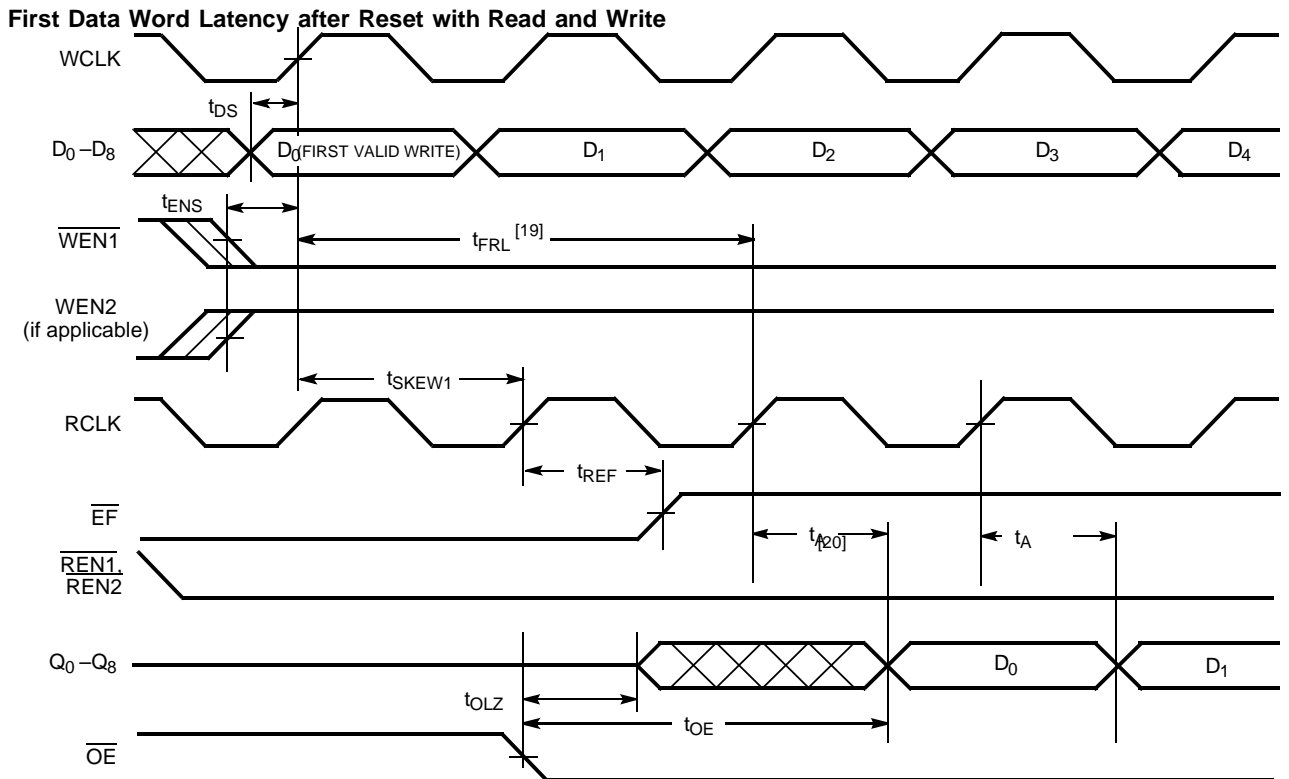 First Data Word Latency after Reset with Read and Write
WCLK
tDS
D0 –D8
D0(FIRST VALID WRITE)
D1
D2
D3
D4
tENS
WEN1
tFRL [19]
WEN2
(if applicable)
tSKEW1
RCLK
tREF
EF
tA[20]
tA
REN1,
REN2
Q0 –Q8
D0
D1
tOLZ
tOE
OE